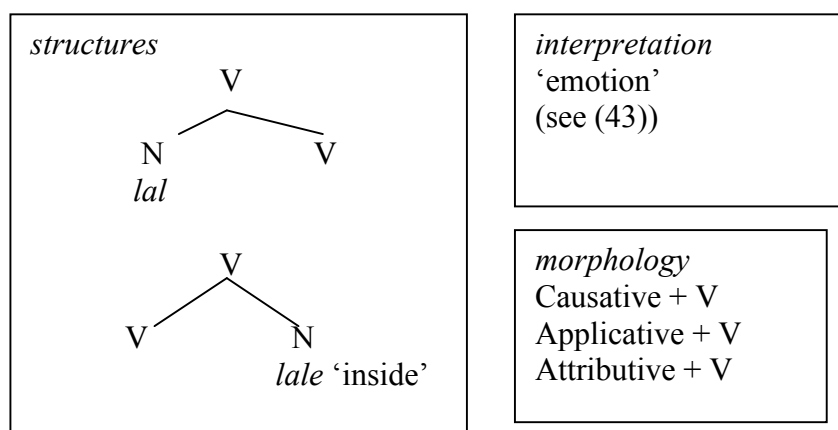 structures
V
N V
lal
V
V N
lale ‘inside’
interpretation
‘emotion’
(see (43))
morphology
Causative + V
Applicative + V
Attributive + V